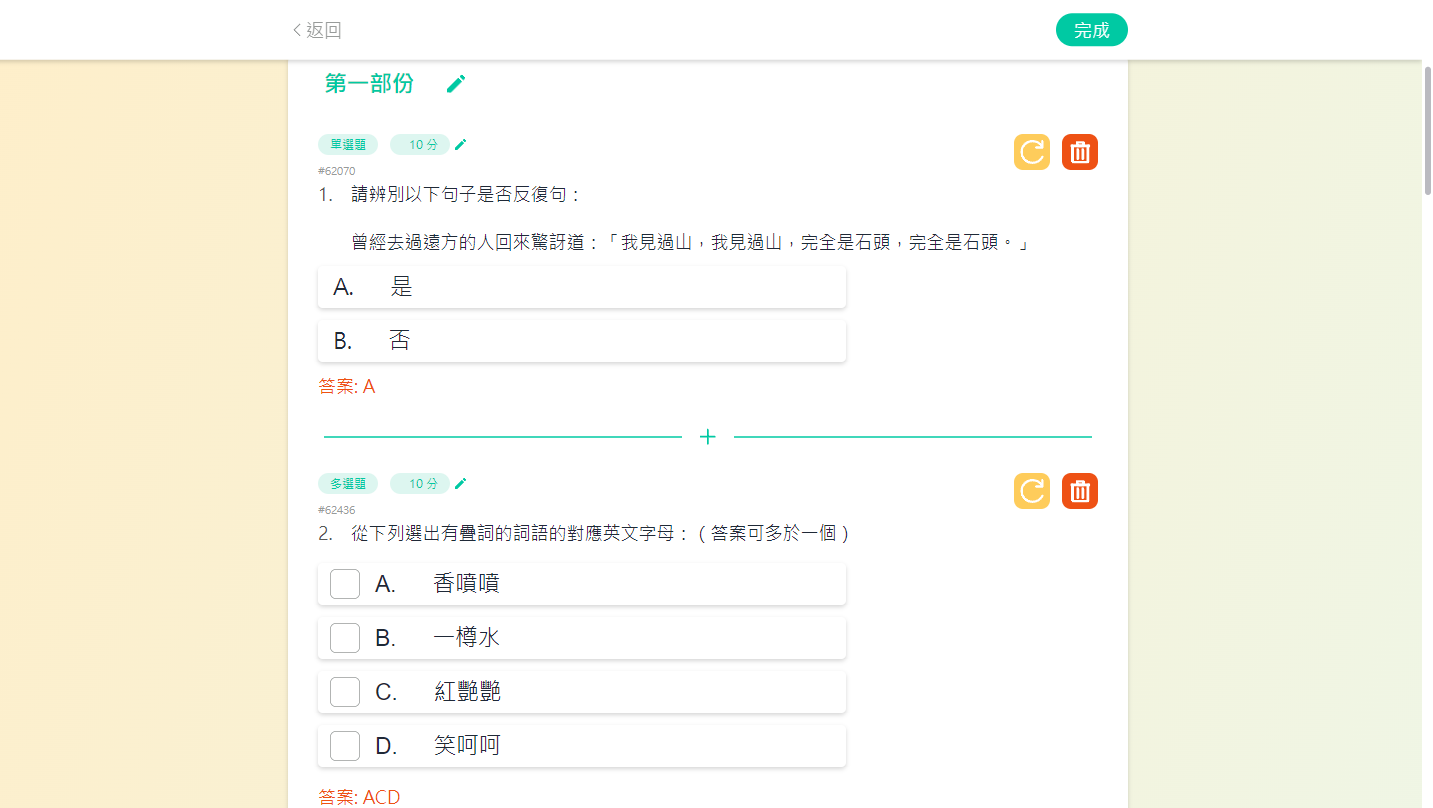 返回
完成
第一部份
單選題 10 分
#62070
1. 請辨別以下句子是否反復句：
曾經去過遠方的人回來驚訝道：「我見過山，我見過山，完全是石頭，完全是石頭。」
A. 是
B. 否
答案: A
多選題 10 分
#62436
2. 從下列選出有疊詞的詞語的對應英文字母：（答案可多於一個）
A. 香噴噴
B. 一樽水
C. 紅艷艷
D. 笑呵呵
答案: ACD